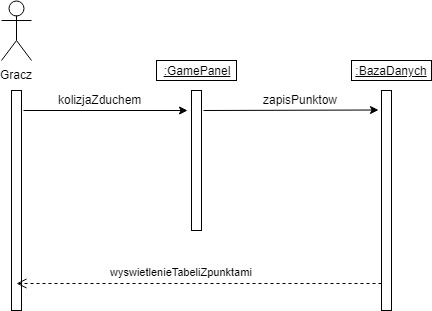 :GamePanel
:BazaDanych
Gracz
kolizjaZduchem
zapisPunktow
wyswietlenieTabeliZpunktami